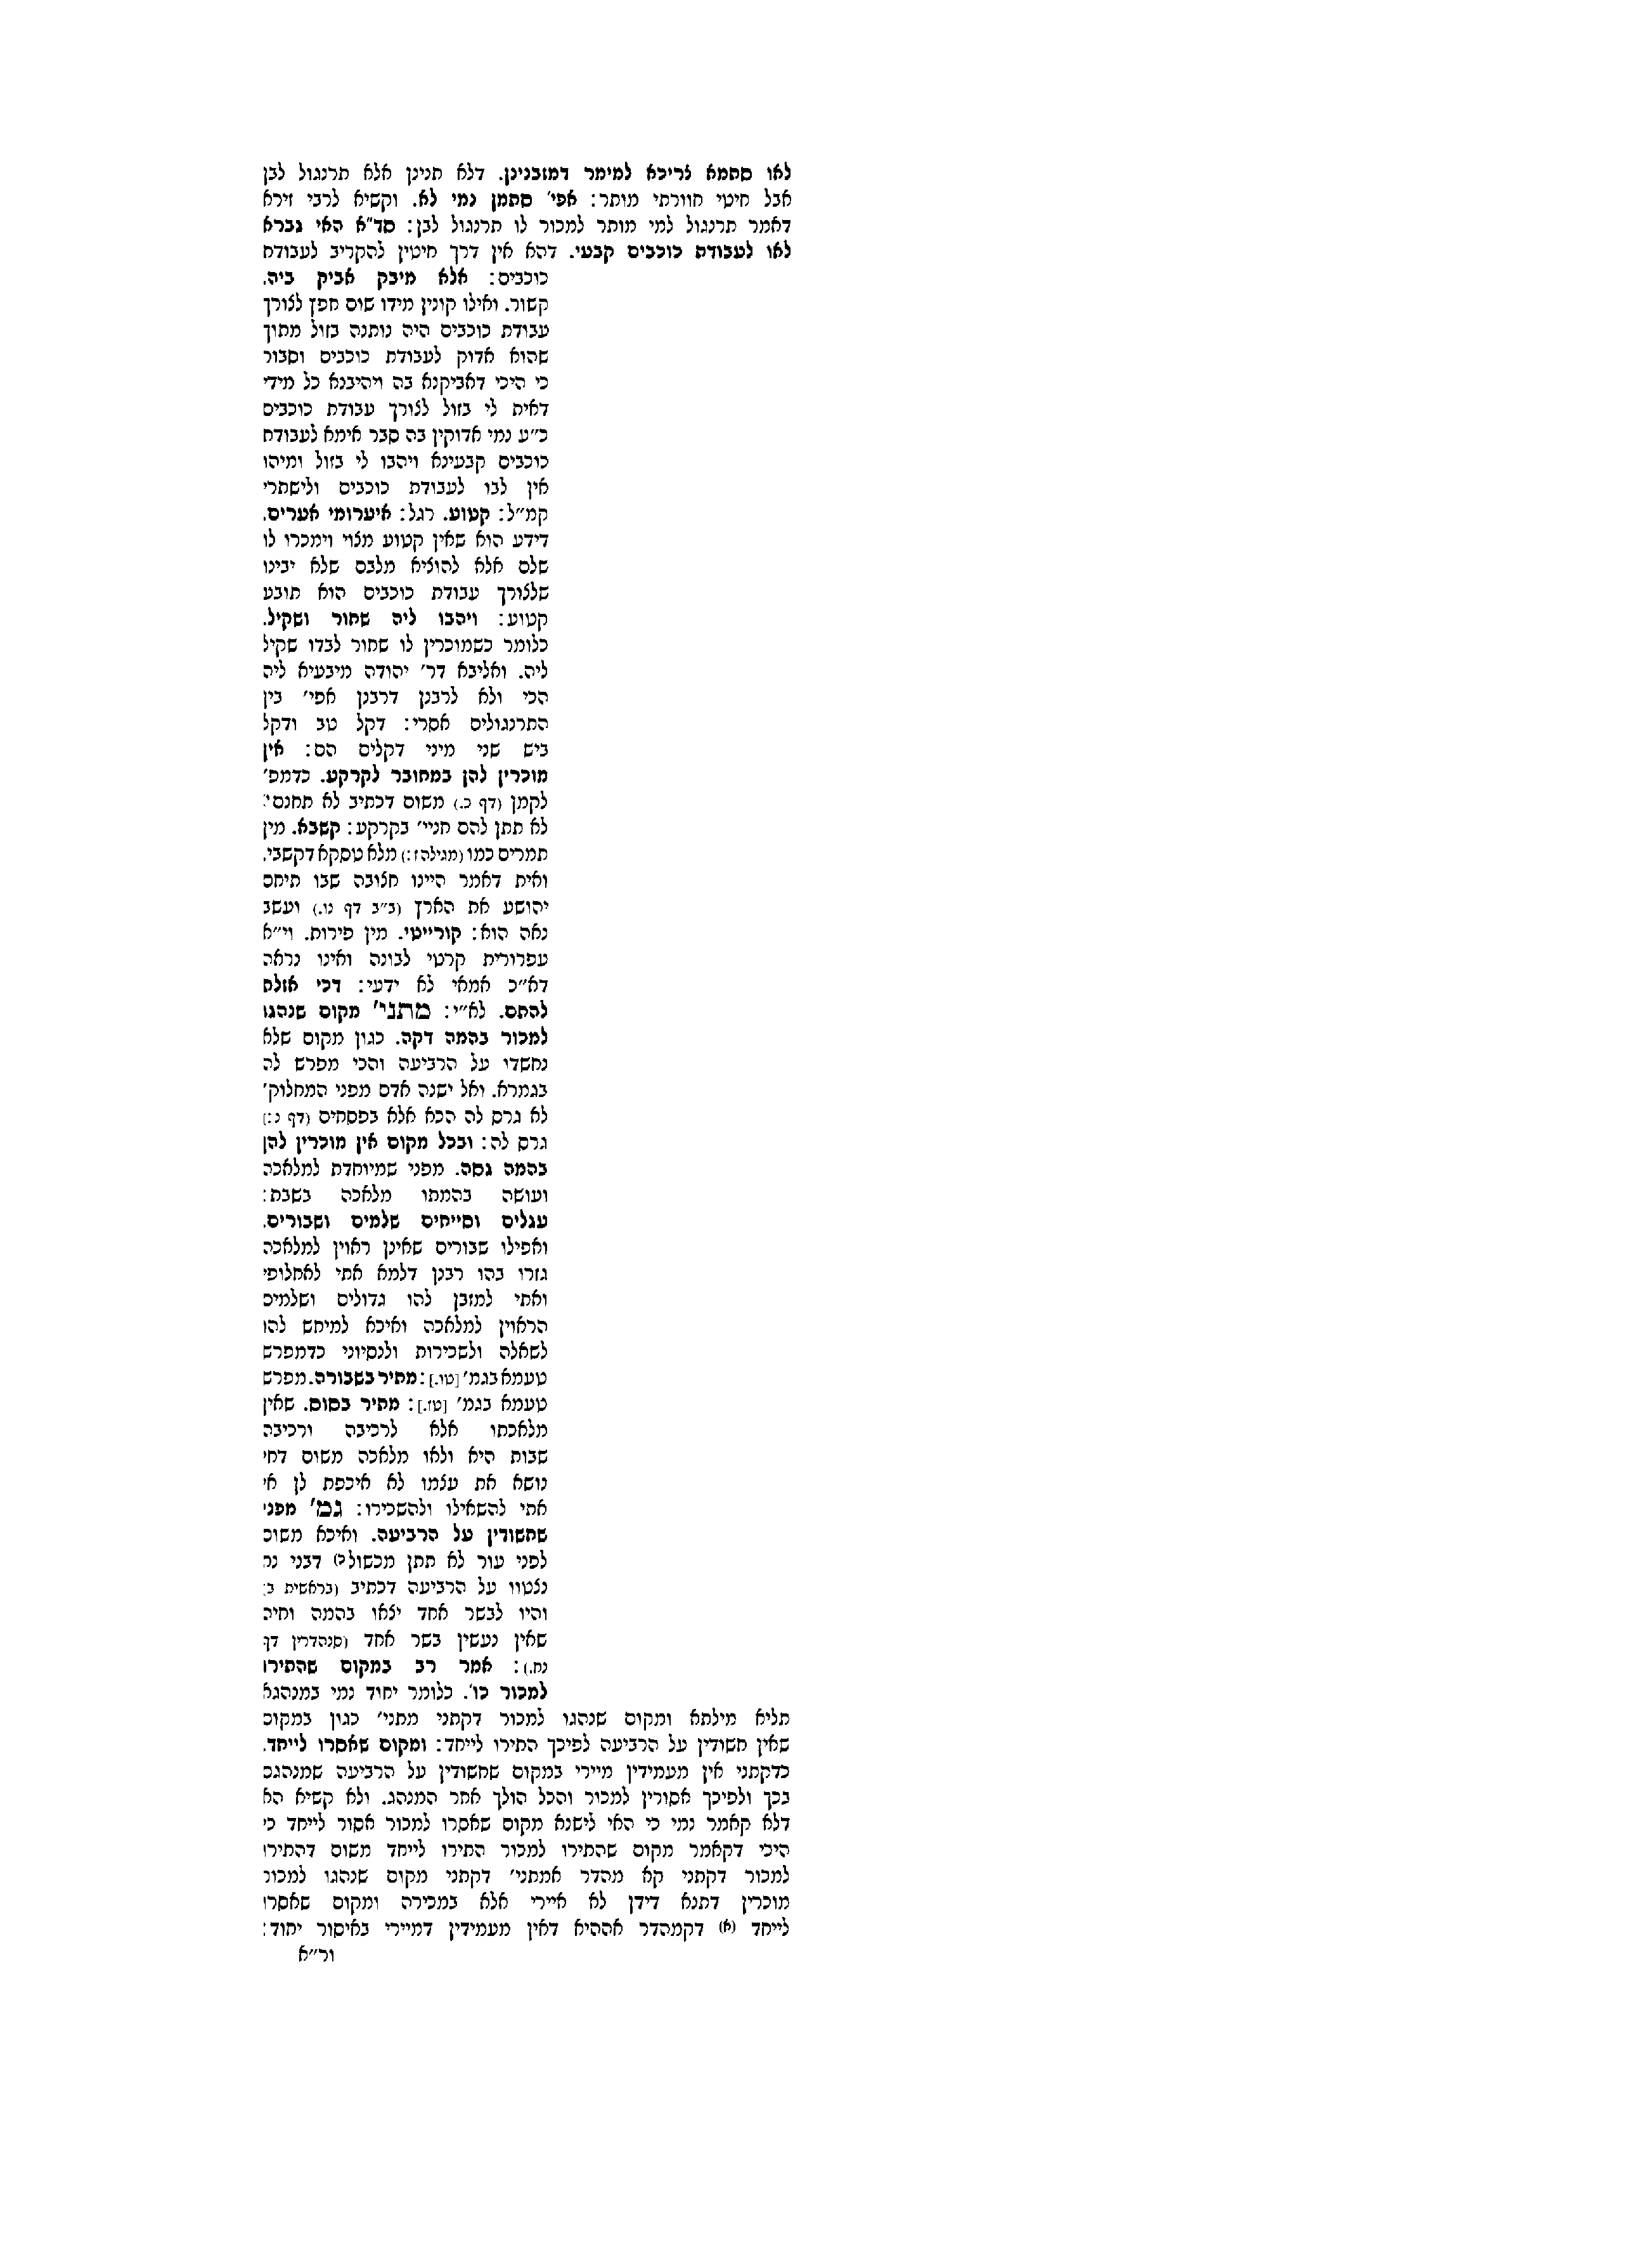 לאו סתמא צריכא למימר דמזבנינן. דלא תנינן אלא תרנגול לבן
אבל חיטי חוורתי מותר: אפי' סתמן נמי לא. וקשיא לרבי זירא
דאמר תרנגול למי מותר למכור לו תרנגול לבן: סד"א האי גברא
לאו לעבודת כוכבים קבעי. דהא אין דרך חיטין להקריב לעבודת
כוכבים: אלא מיבק אביק ביה.
קשור. ואילו קונין מידו שום חפץ לצורך
עבודת כוכבים היה נותנה בזול מתוך
שהוא אדוק לעבודת כוכבים וסבור
כי היכי דאביקנא בה ויהיבנא כל מידי
דאית לי בזול לצורך עבודת כוכבים
כ"ע נמי אדוקין בה סבר אימא לעבודת
כוכבים קבעינא ויהבו לי בזול ומיהו
אין לבו לעבודת כוכבים ולישתרי
קמ"ל: קטוע. רגל: איערומי אערים.
דידע הוא שאין קטוע מצוי וימכרו לו
שלם אלא להוציא מלבם שלא יבינו
שלצורך עבודת כוכבים הוא תובע
קטוע: ויהבו ליה שחור ושקיל.
כלומר כשמוכרין לו שחור לבדו שקיל
ליה. ואליבא דר' יהודה מיבעיא ליה
הכי ולא לרבנן דרבנן אפי' בין
התרנגולים אסרי: דקל טב ודקל
ביש שני מיני דקלים הם: אין
מוכרין להן במחובר לקרקע. כדמפ'
לקמן (דף כ.) משום דכתיב לא תחנם י)
לא תתן להם חניי' בקרקע: קשבא. מין
תמרים כמו (מגילה ז:) מלא טסקא דקשבי.
ואית דאמר היינו חצובה שבו תיחם
יהושע את הארץ (ב"ב דף נו.) ועשב
נאה הוא: קורייטי. מין פירות. וי"א
עפרורית קרטי לבונה ואינו נראה
דא"כ אמאי לא ידעי: דכי אזלת
להתם. לא"י: מתני' מקום שנהגו
למכור בהמה דקה. כגון מקום שלא
נחשדו על הרביעה והכי מפרש לה
בגמרא. ואל ישנה אדם מפני המחלוק'
לא גרס לה הכא אלא בפסחים (דף נ:)
גרס לה: ובכל מקום אין מוכרין להן
בהמה גסה. מפני שמיוחדת למלאכה
ועושה בהמתו מלאכה בשבת:
עגלים וסייחים שלמים ושבורים.
ואפילו שבורים שאינן ראוין למלאכה
גזרו בהו רבנן דלמא אתי לאחלופי
ואתי למזבן להו גדולים ושלמים
הראוין למלאכה ואיכא למיחש להו
לשאלה ולשכירות ולנסיוני כדמפרש
טעמא בגמ' [טו.]: מתיר בשבורה. מפרש
טעמא בגמ' [טז.]: מתיר בסוס. שאין
מלאכתו אלא לרכיבה ורכיבה
שבות היא ולאו מלאכה משום דחי
נושא את עצמו לא איכפת לן אי
אתי להשאילו ולהשכירו: גמ' מפני
שחשודין על הרביעה. ואיכא משום
לפני עור לא תתן מכשול כ) דבני נח
נצטוו על הרביעה דכתיב (בראשית ב)
והיו לבשר אחד יצאו בהמה וחיה
שאין נעשין בשר אחד (סנהדרין דף
נח.): אמר רב במקום שהתירו
למכור כו'. כלומר יחוד נמי במנהגא
תליא מילתא ומקום שנהגו למכור דקתני מתני' כגון במקום
שאין חשודין על הרביעה לפיכך התירו לייחד: ומקום שאסרו לייחד.
כדקתני אין מעמידין מיירי במקום שחשודין על הרביעה שמנהגם
בכך ולפיכך אסורין למכור והכל הולך אחר המנהג. ולא קשיא הא
דלא קאמר נמי כי האי לישנא מקום שאסרו למכור אסור לייחד כי
היכי דקאמר מקום שהתירו למכור התירו לייחד משום דהתירו
למכור דקתני קא מהדר אמתני' דקתני מקום שנהגו למכור
מוכרין דתנא דידן לא איירי אלא במכירה ומקום שאסרו
לייחד (א) דקמהדר אההיא דאין מעמידין דמיירי באיסור יחוד:
ור"א